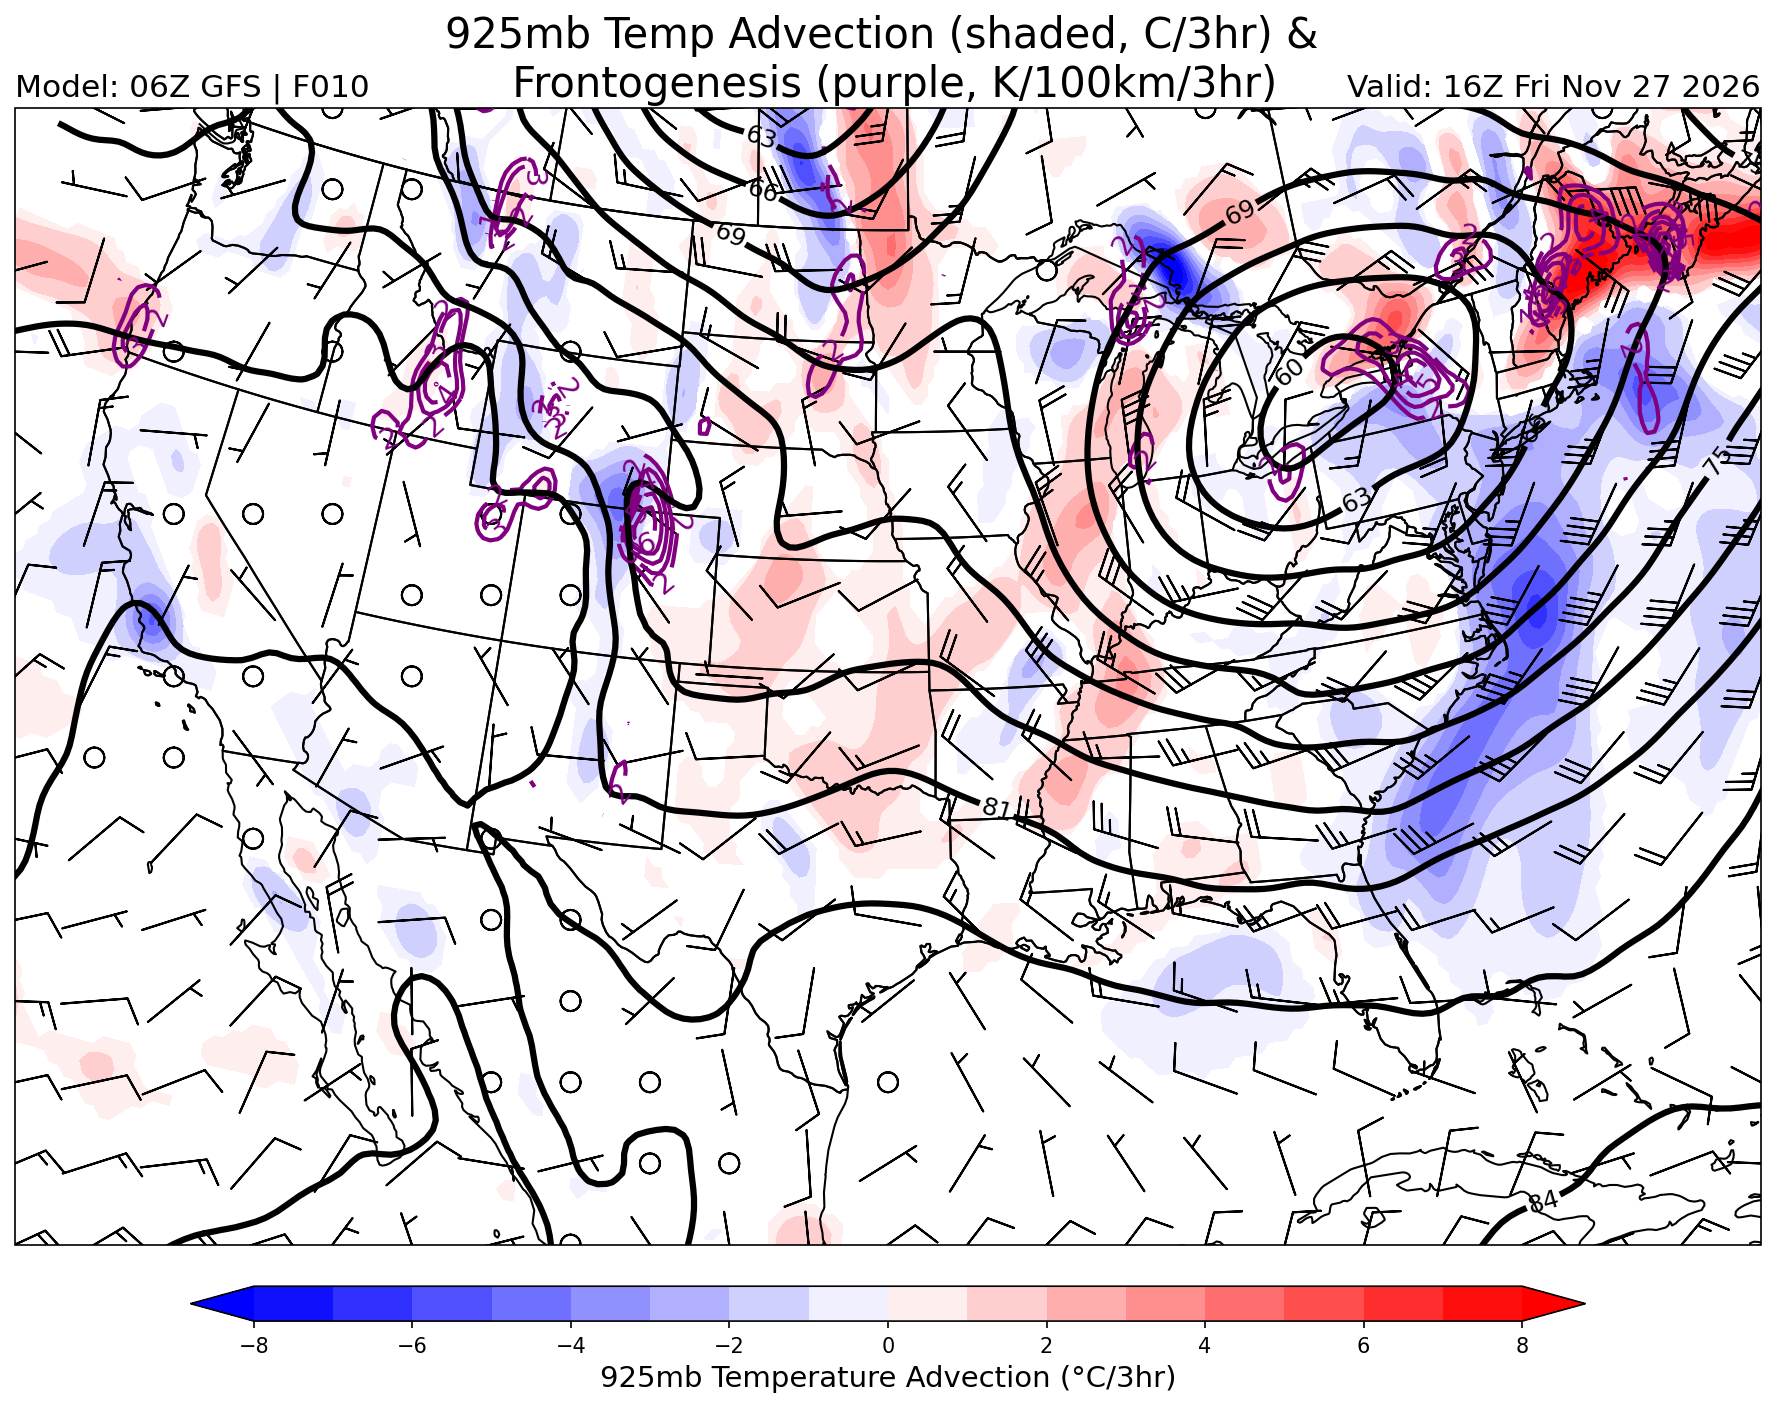 925mb Temp Advection (shaded, C/3hr) &
Frontogenesis (purple, K/100km/3hr)
Model: 06Z GFS | F010
Valid: 16Z Fri Nov 27 2026
63
66
69
69
60
63
66
75
81
84
−8 −6 −4 −2 0 2 4 6 8
925mb Temperature Advection (°C/3hr)